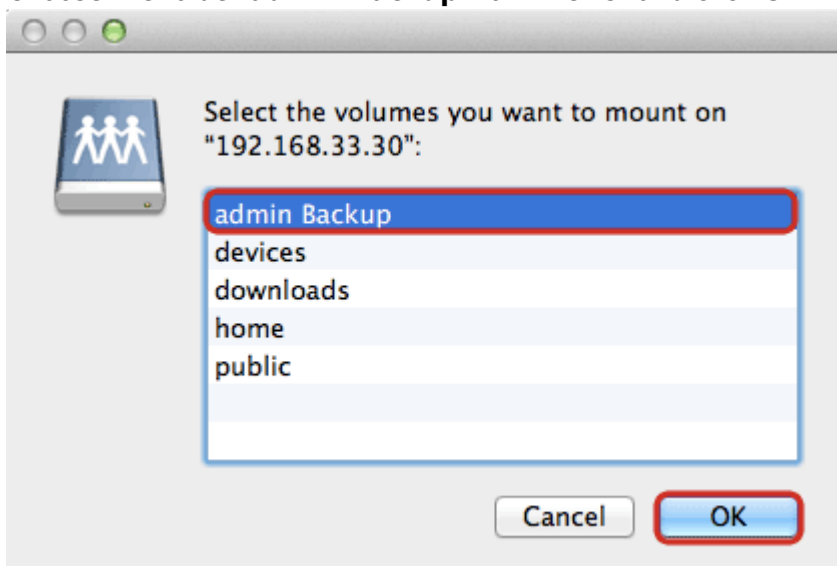 Select the volumes you want to mount on
"192.168.33.30":
admin Backup
devices
downloads
home
public
Cancel
OK